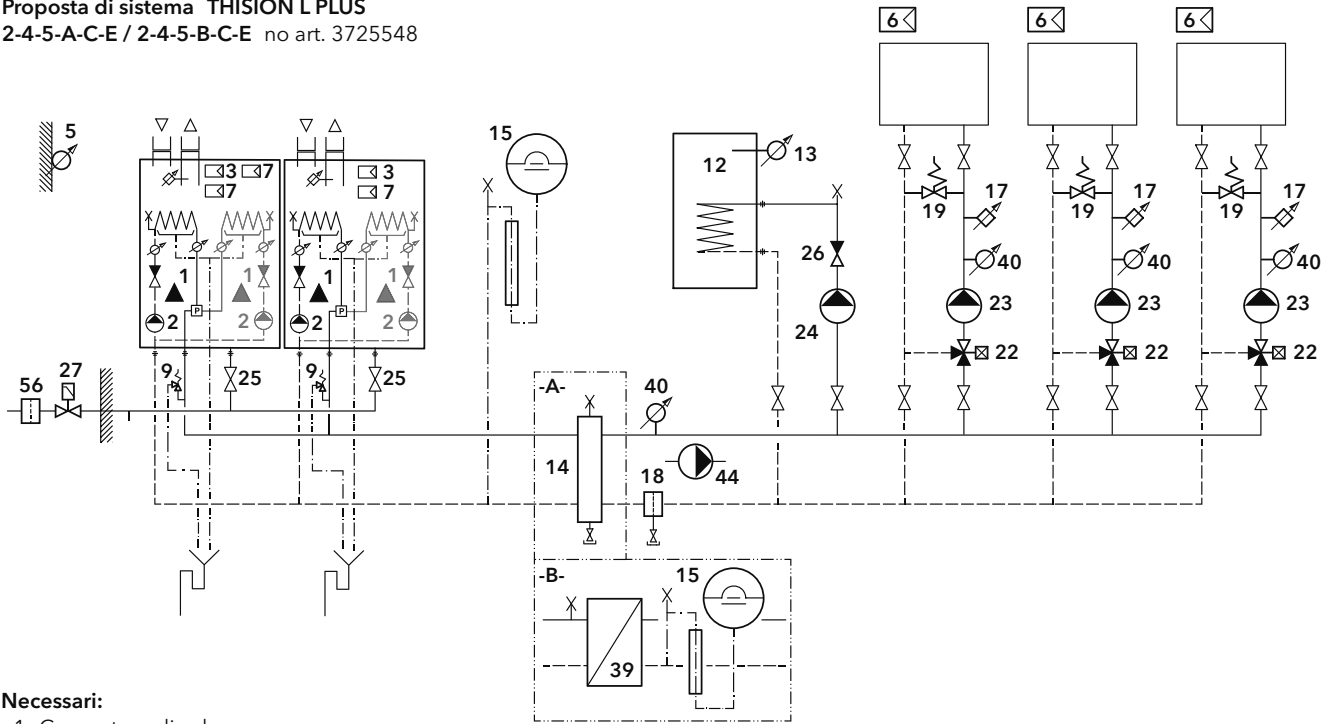 Proposta di sistema THISION L PLUS
2-4-5-A-C-E / 2-4-5-B-C-E no art. 3725548
6 6 6
5
15
12 13
3 7 3
7 7
17 17 17
19 19 19
26
40 40 40
1 1 1 1
23 23 23
24
2 2 2 2
P P
22 22 22
56 27 9 25 9 25
-A- 40
14 18 44
-B- 15
39
Necessari: